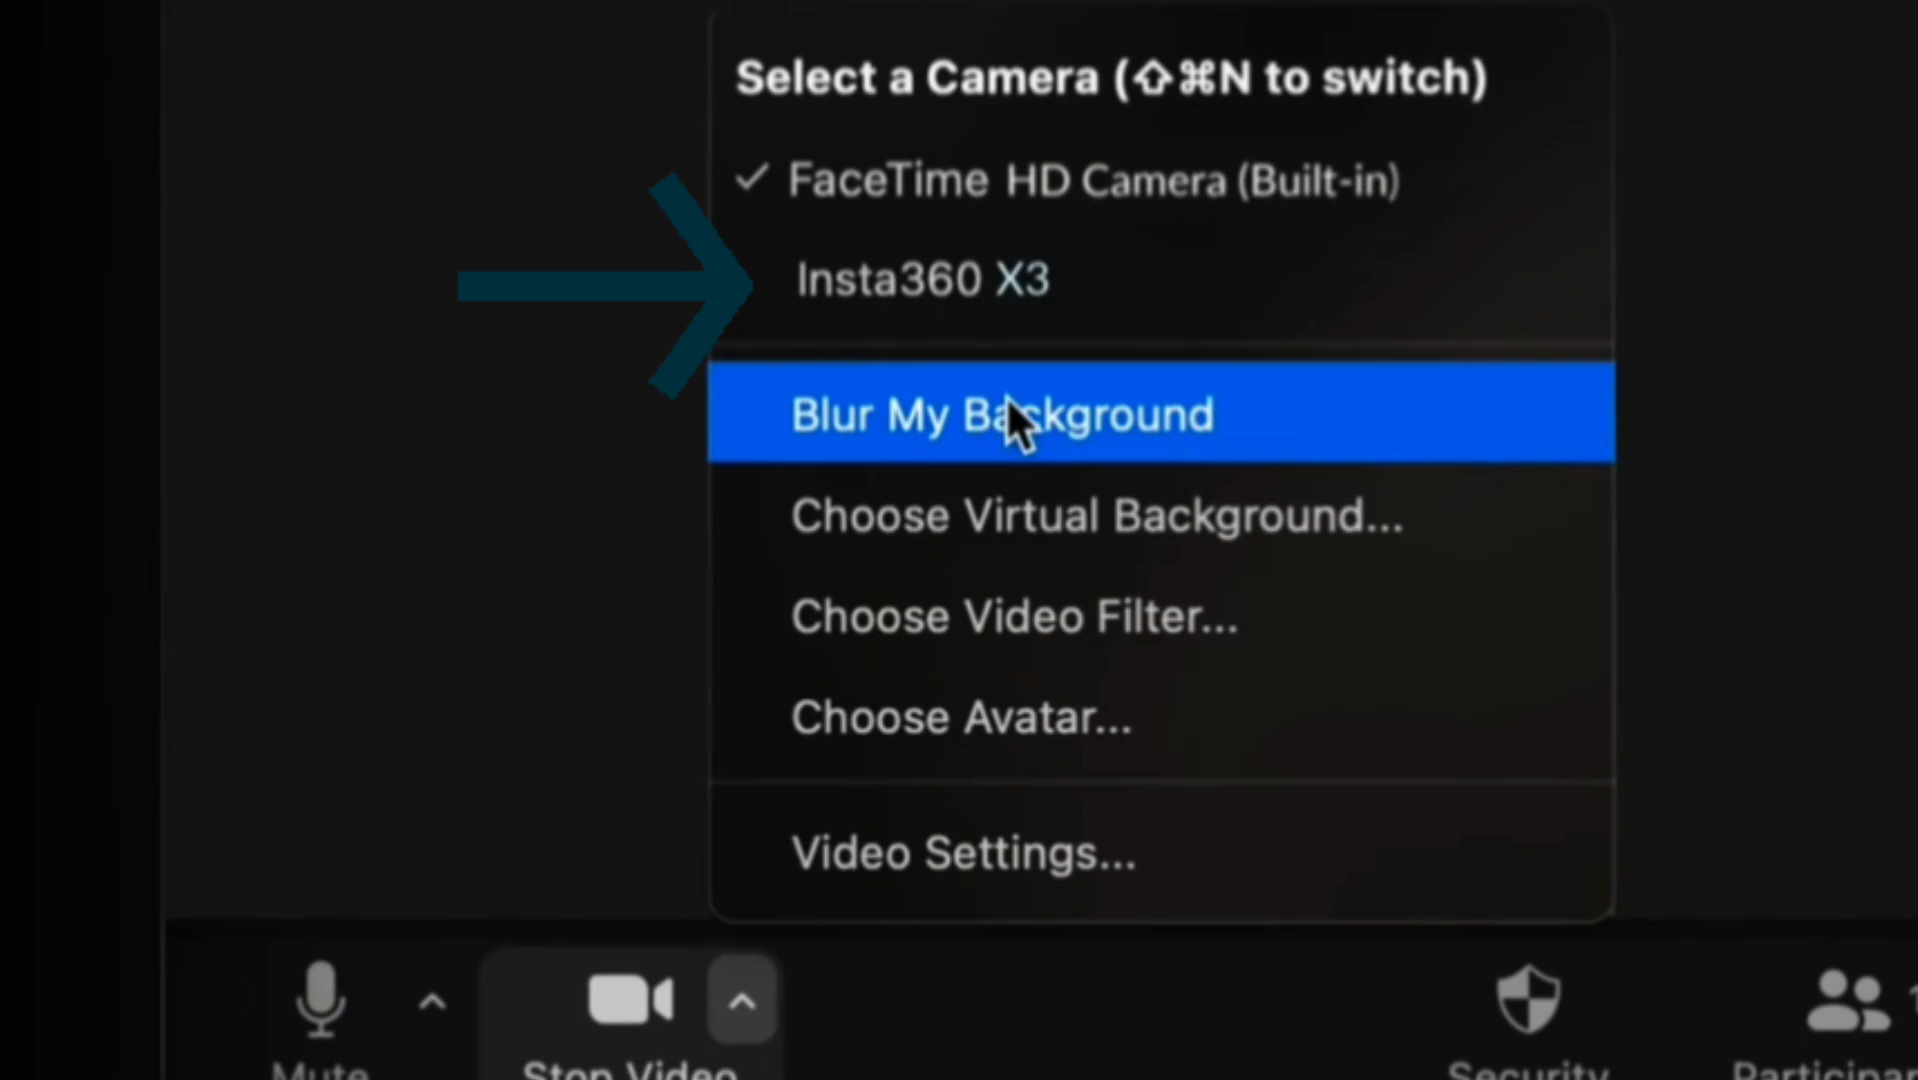 Select a Camera (⇧⌘N to switch)
✓ FaceTime HD Camera (Built-in)
Insta360 X3
Blur My Background
Choose Virtual Background...
Choose Video Filter...
Choose Avatar...
Video Settings...
Mute
Stop Video
Security